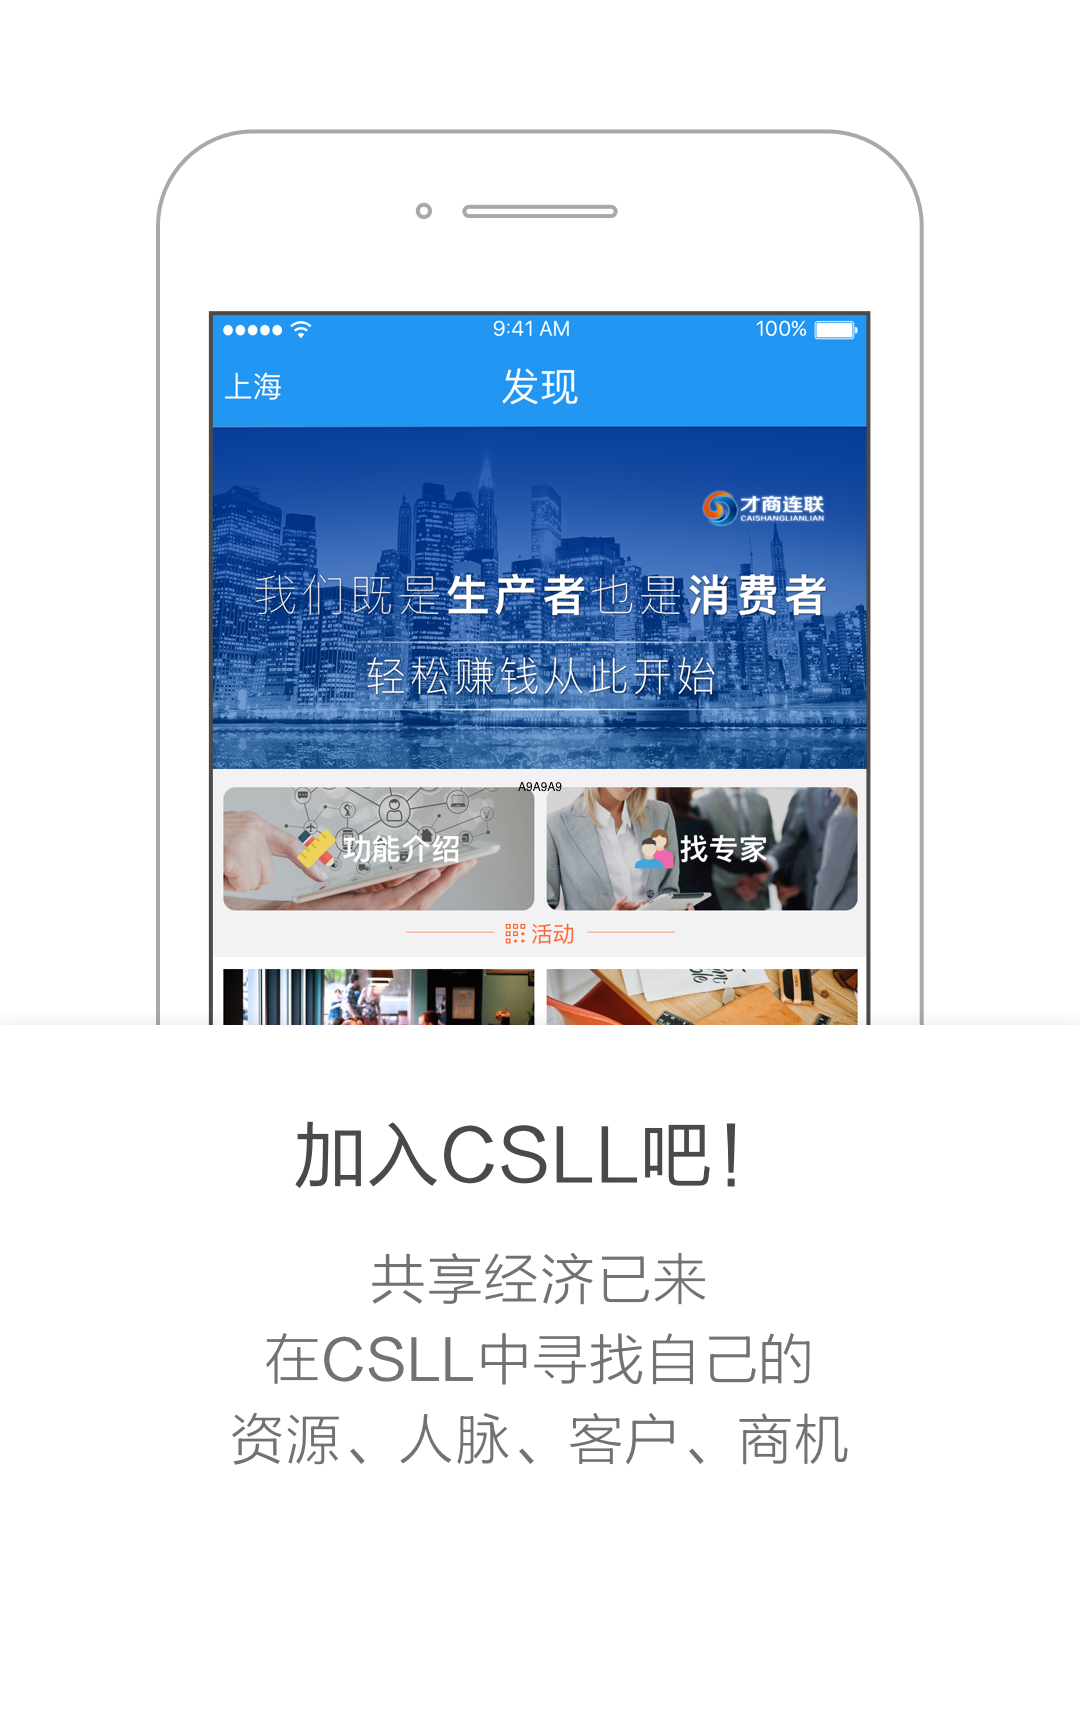 9:41 AM
100%
上海
发现
才商连联
CAISHANGLIANLIAN
我们既是生产者也是消费者
轻松赚钱从此开始
A9A9A9
功能介绍
找专家
活动
加入CSLL吧！
共享经济已来
在CSLL中寻找自己的
资源、人脉、客户、商机